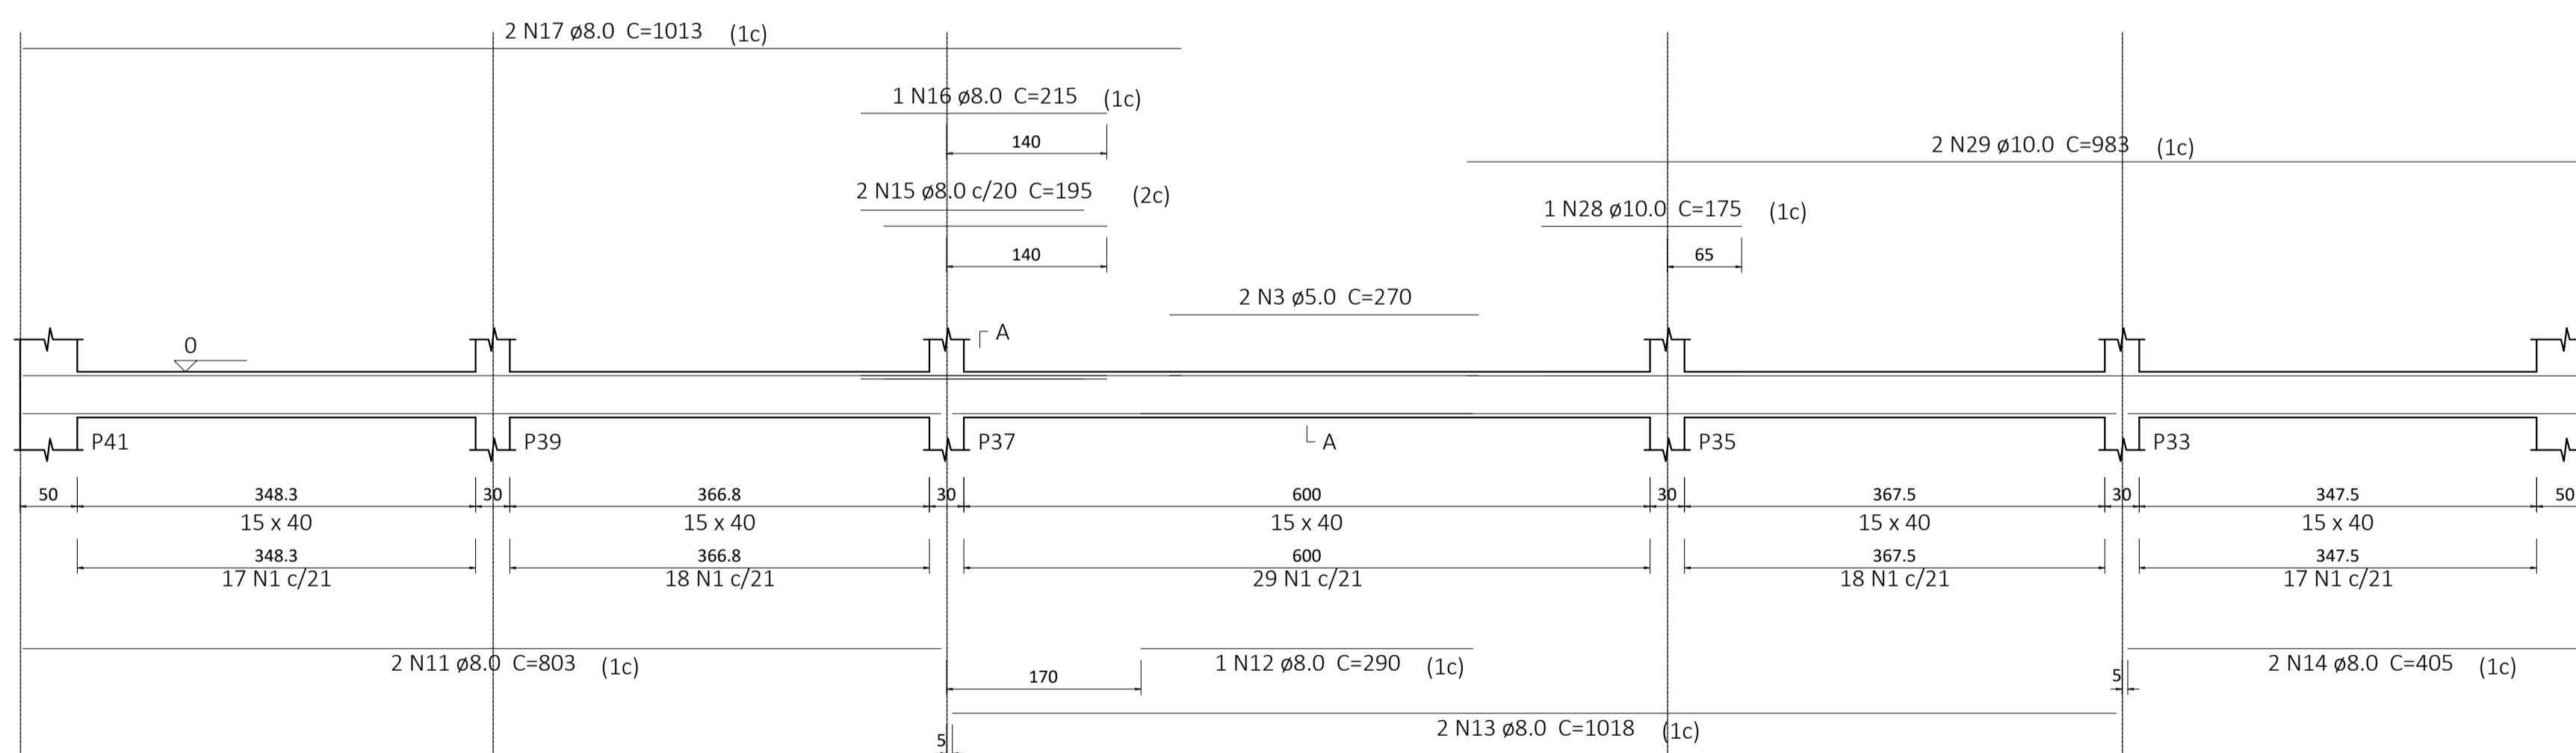 2 N17 ø8.0 C=1013 (1c)
1 N16 ø8.0 C=215 (1c)
140
2 N29 ø10.0 C=983 (1c)
2 N15 ø8.0 c/20 C=195 (2c)
1 N28 ø10.0 C=175 (1c)
140
65
2 N3 ø5.0 C=270
0
A
P41 P39 P37 A P35 P33
50 348.3 30 366.8 30 600 30 367.5 30 347.5 50
15 x 40 15 x 40 15 x 40 15 x 40 15 x 40
348.3 366.8 600 367.5 347.5
17 N1 c/21 18 N1 c/21 29 N1 c/21 18 N1 c/21 17 N1 c/21
2 N11 ø8.0 C=803 (1c) 1 N12 ø8.0 C=290 (1c) 2 N14 ø8.0 C=405 (1c)
170 5
2 N13 ø8.0 C=1018 (1c)
5